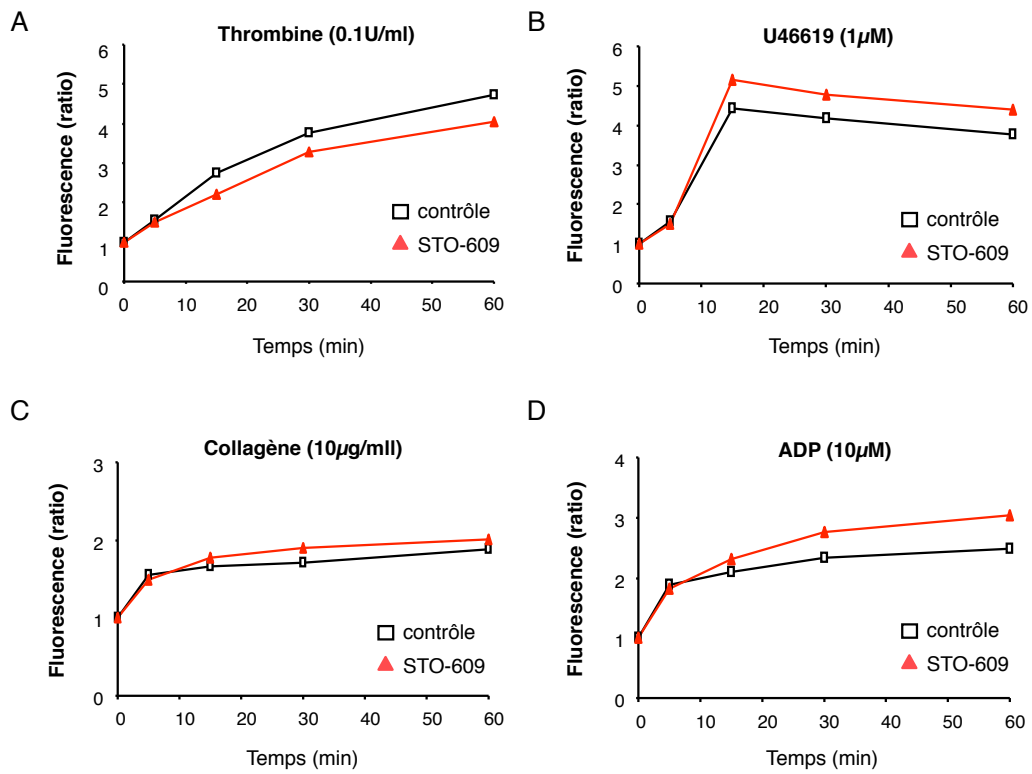 A
Thrombine (0.1U/ml)
Fluorescence (ratio)
6
5
4
3
2
1
0
contrôle
STO-609
0 10 20 30 40 50 60
Temps (min)
B
U46619 (1µM)
Fluorescence (ratio)
6
5
4
3
2
1
0
contrôle
STO-609
0 10 20 30 40 50 60
Temps (min)
C
Collagène (10µg/mll)
Fluorescence (ratio)
3
2
1
0
contrôle
STO-609
0 10 20 30 40 50 60
Temps (min)
D
ADP (10µM)
Fluorescence (ratio)
4
3
2
1
0
contrôle
STO-609
0 10 20 30 40 50 60
Temps (min)